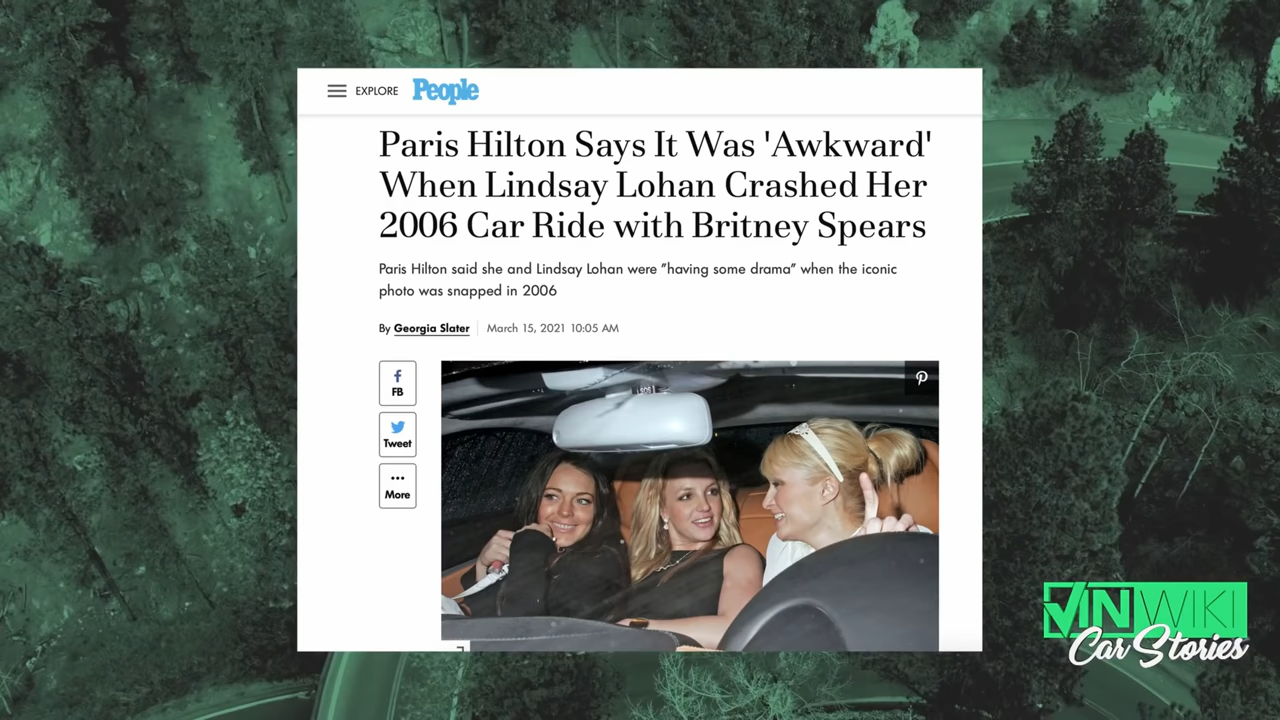 EXPLORE People
Paris Hilton Says It Was 'Awkward'
When Lindsay Lohan Crashed Her
2006 Car Ride with Britney Spears
Paris Hilton said she and Lindsay Lohan were "having some drama" when the iconic
photo was snapped in 2006
By Georgia Slater March 15, 2021 10:05 AM
FB
Tweet
More
VINWIKI
Car Stories